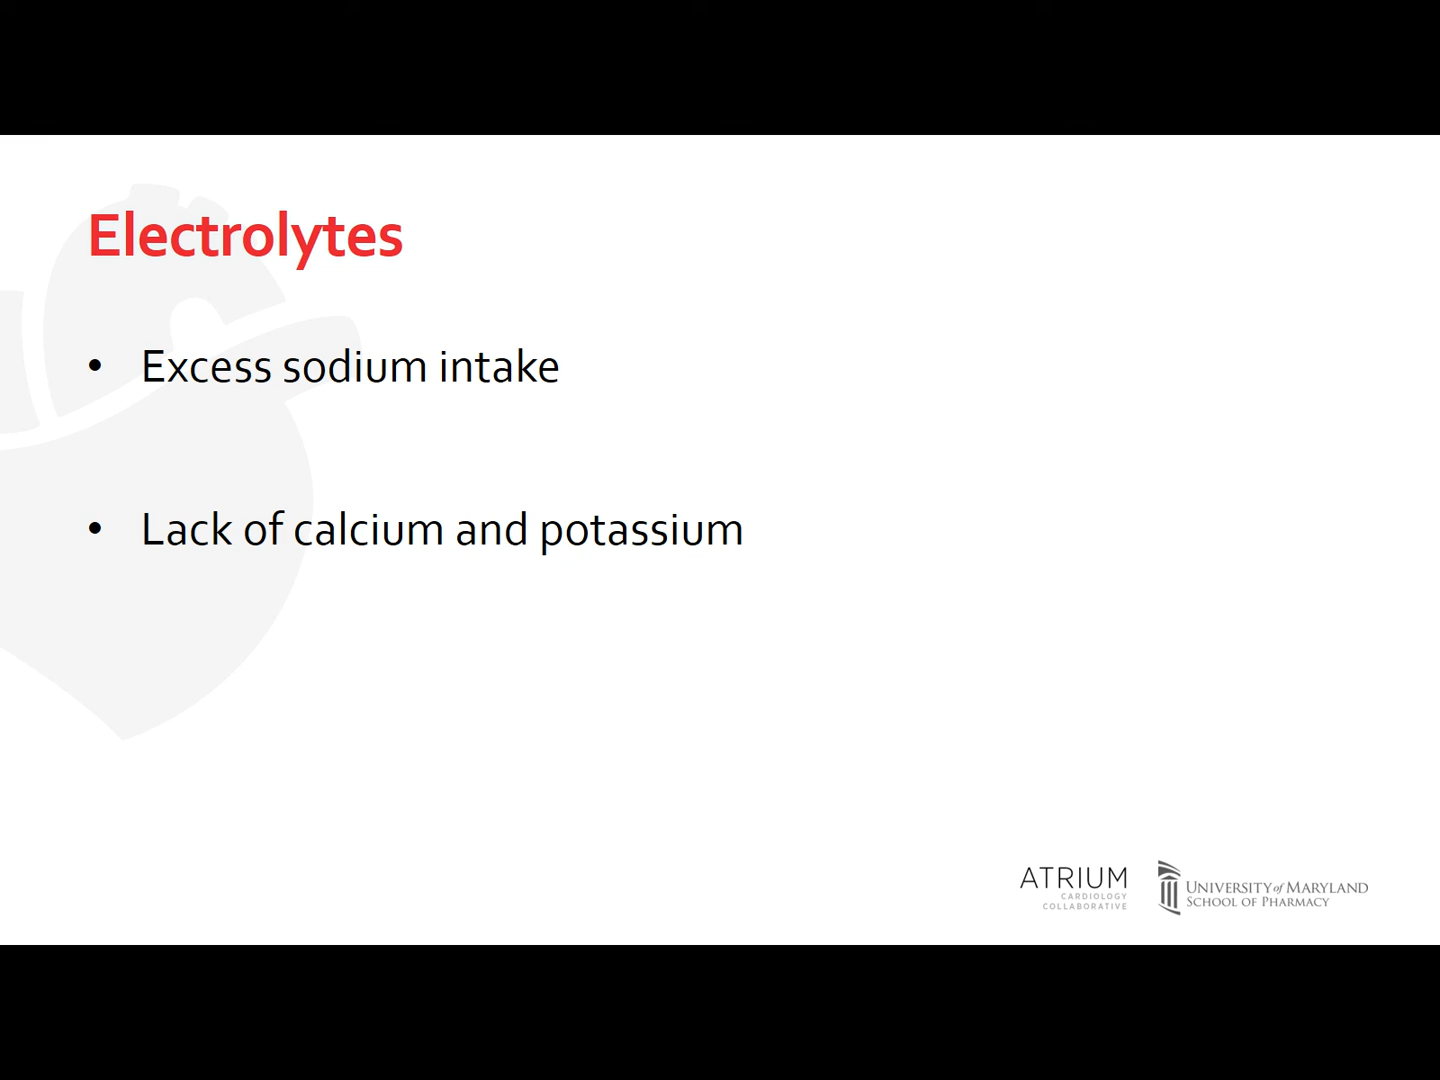 Electrolytes
• Excess sodium intake
• Lack of calcium and potassium
ATRIUM
CARDIOLOGY
COLLABORATIVE
UNIVERSITY of MARYLAND
SCHOOL OF PHARMACY